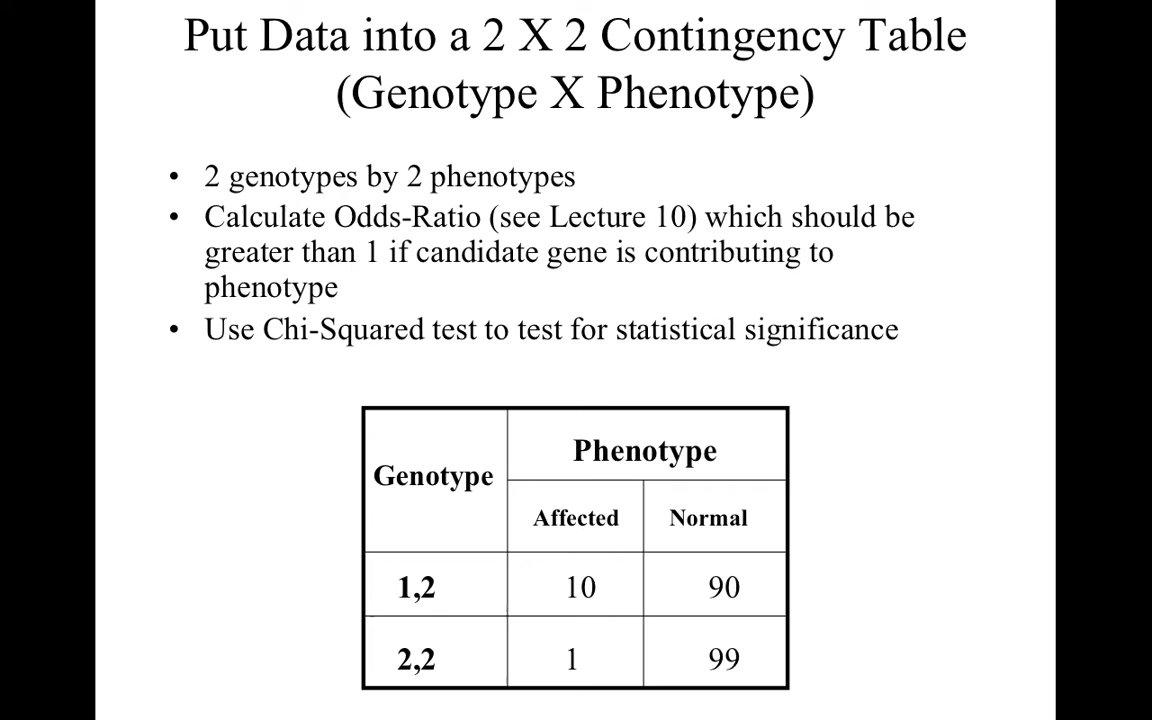 Put Data into a 2 X 2 Contingency Table
(Genotype X Phenotype)
• 2 genotypes by 2 phenotypes
• Calculate Odds-Ratio (see Lecture 10) which should be
greater than 1 if candidate gene is contributing to
phenotype
• Use Chi-Squared test to test for statistical significance
Genotype Phenotype
Affected Normal
1,2 10 90
2,2 1 99